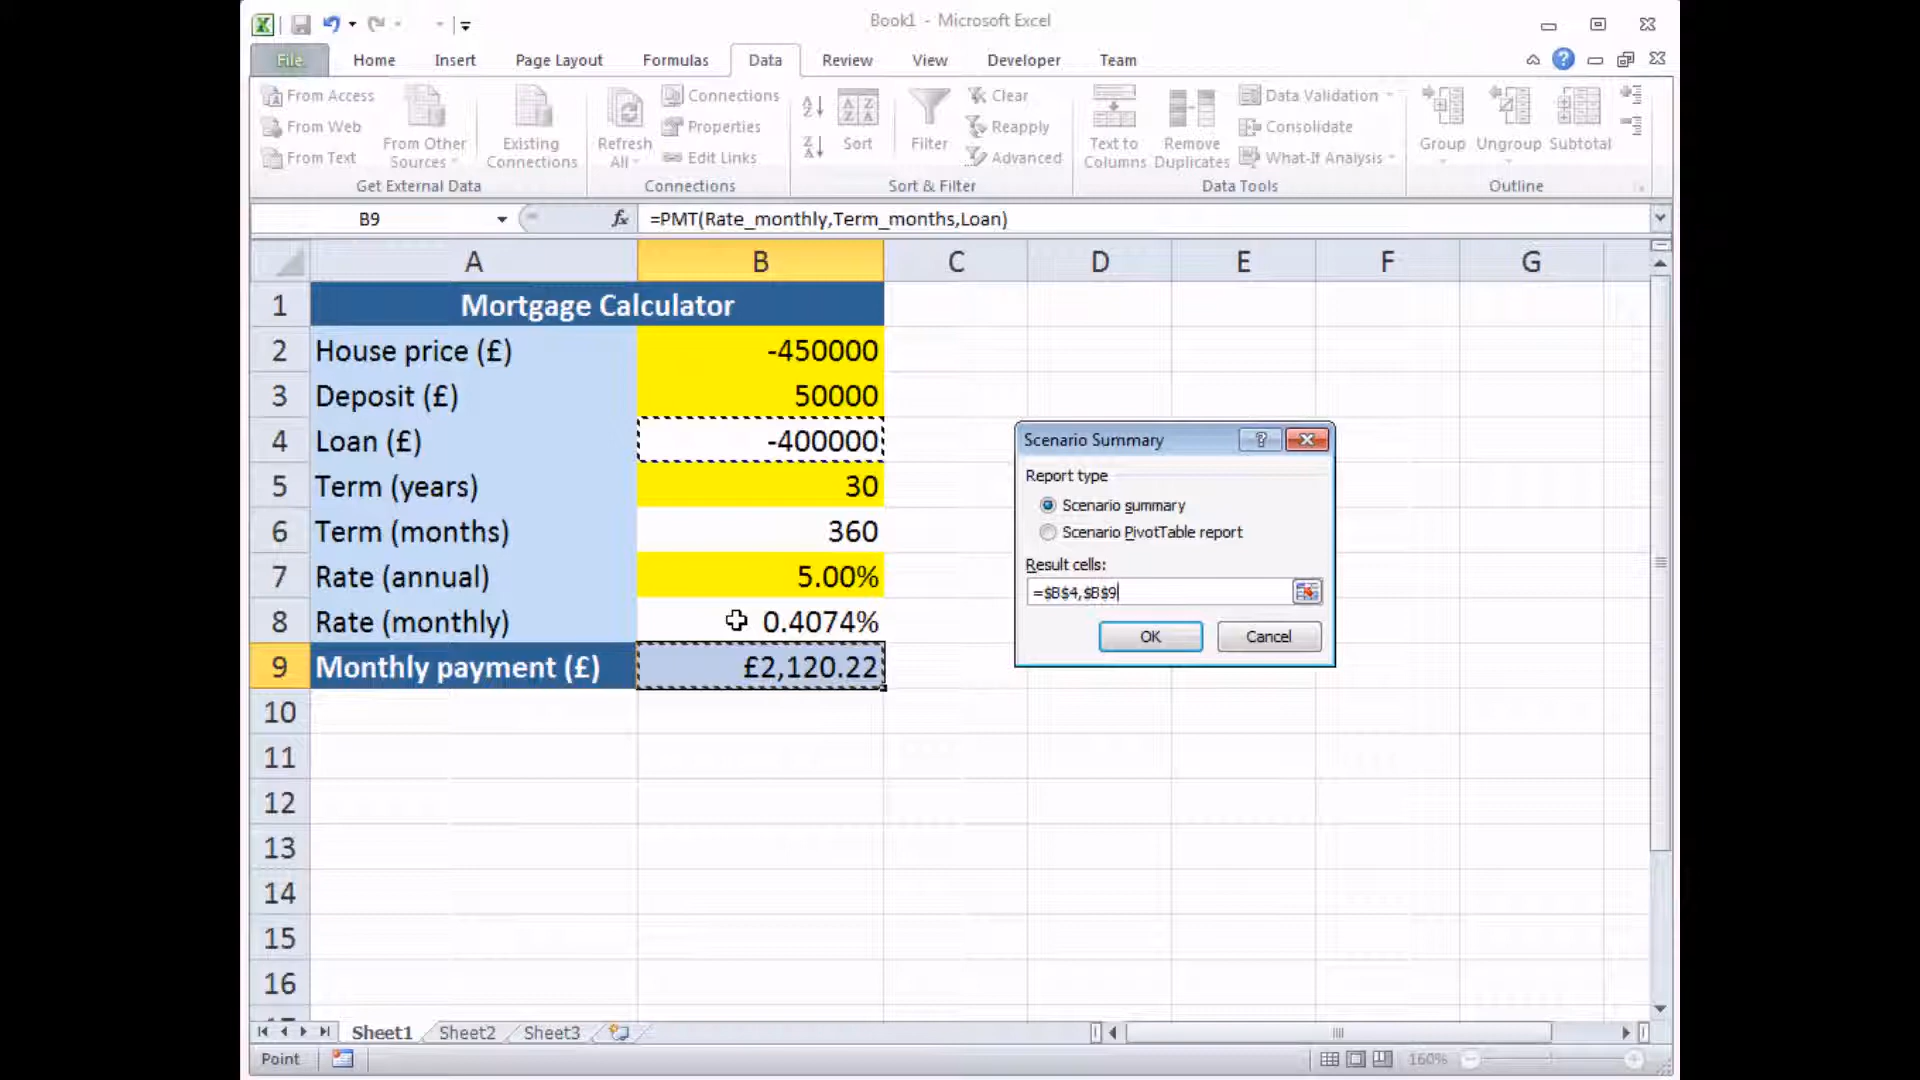 Book1 - Microsoft Excel
File Home Insert Page Layout Formulas Data Review View Developer Team
From Access
From Web
From Text
From Other Sources
Existing Connections
Get External Data
Refresh All
Connections
Properties
Edit Links
Connections
Sort
Filter
Clear
Reapply
Advanced
Sort & Filter
Text to Columns
Remove Duplicates
Data Validation
Consolidate
What-If Analysis
Data Tools
Group
Ungroup
Subtotal
Outline
B9 fx =PMT(Rate_monthly,Term_months,Loan)
A B C D E F G
1 Mortgage Calculator
2 House price (£) -450000
3 Deposit (£) 50000
4 Loan (£) -400000
5 Term (years) 30
6 Term (months) 360
7 Rate (annual) 5.00%
8 Rate (monthly) 0.4074%
9 Monthly payment (£) £2,120.22
10
11
12
13
14
15
16
Scenario Summary
Report type
Scenario summary
Scenario PivotTable report
Result cells:
=$B$4,$B$9
OK Cancel
Sheet1 Sheet2 Sheet3
Point 160%